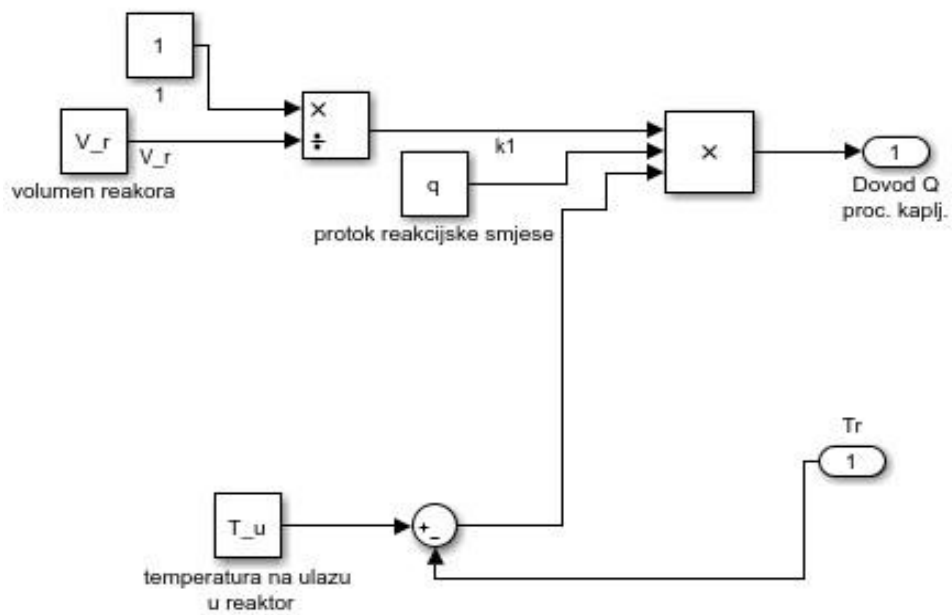 1
1
V_r
V_r
volumen reakora
×
÷
k1
q
protok reakcijske smjese
×
1
Dovod Q
proc. kaplj.
Tr
1
T_u
temperatura na ulazu
u reaktor
+
−